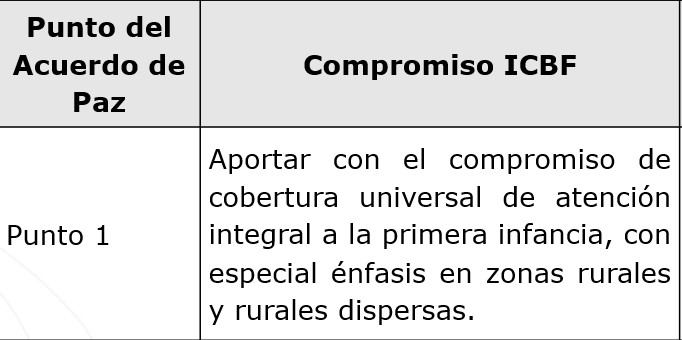 Punto del
Acuerdo de
Paz
Compromiso ICBF
Punto 1
Aportar con el compromiso de
cobertura universal de atención
integral a la primera infancia, con
especial énfasis en zonas rurales
y rurales dispersas.